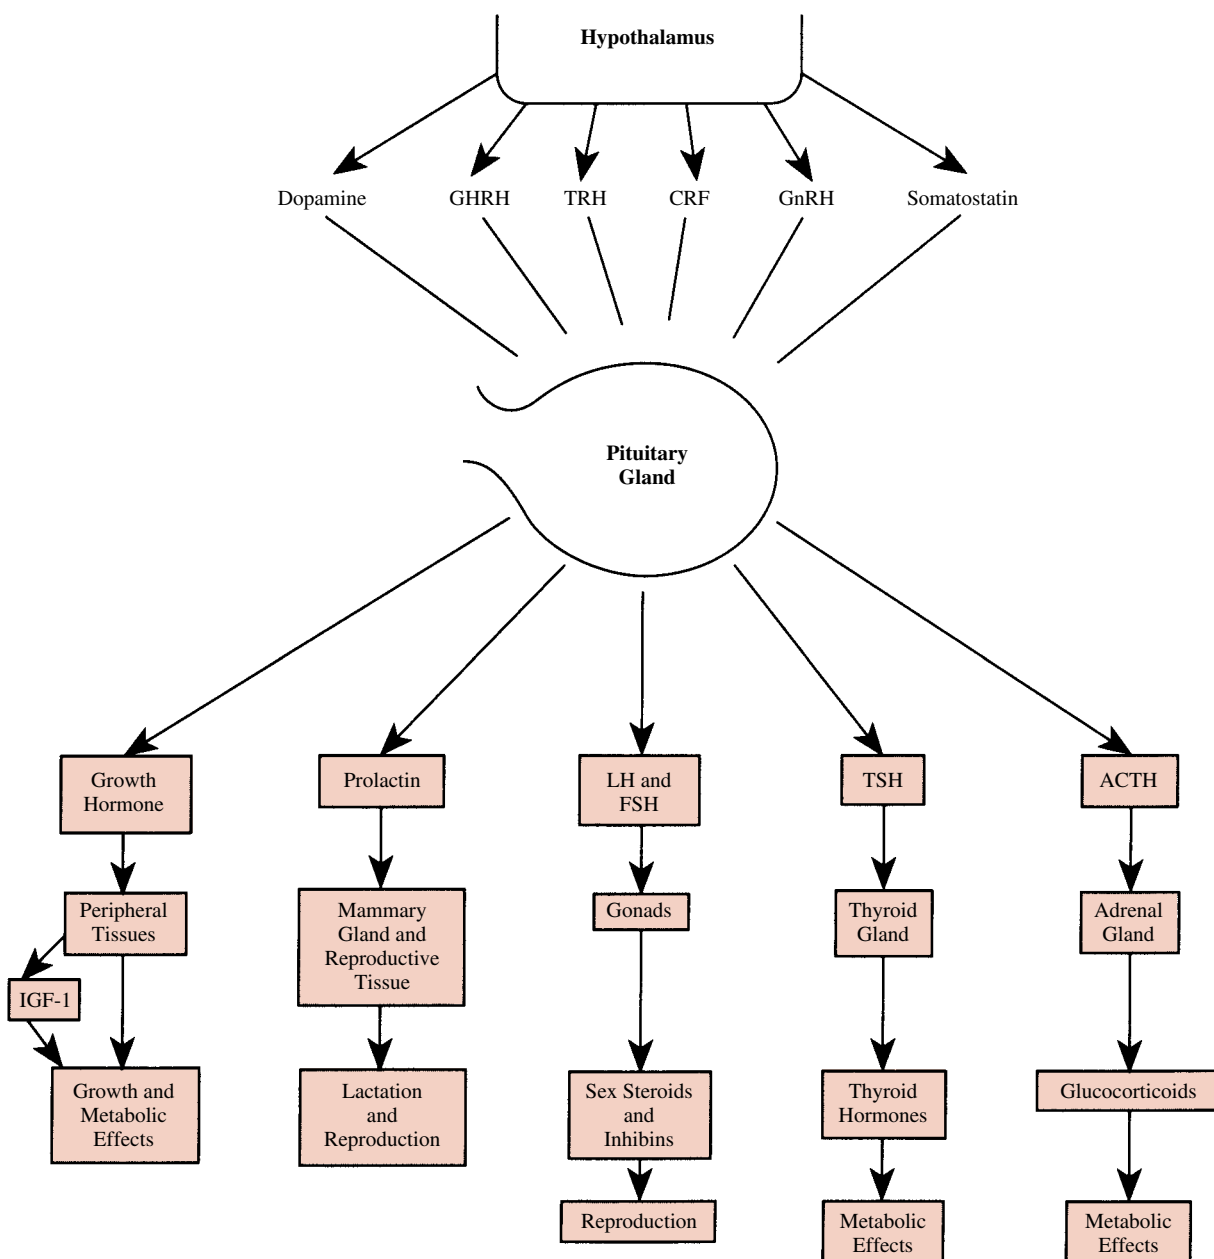 Hypothalamus
Dopamine
GHRH
TRH
CRF
GnRH
Somatostatin
Pituitary
Gland
Growth
Hormone
Peripheral
Tissues
IGF-1
Growth and
Metabolic
Effects
Prolactin
Mammary
Gland and
Reproductive
Tissue
Lactation
and
Reproduction
LH and
FSH
Gonads
Sex Steroids
and
Inhibins
Reproduction
TSH
Thyroid
Gland
Thyroid
Hormones
Metabolic
Effects
ACTH
Adrenal
Gland
Glucocorticoids
Metabolic
Effects